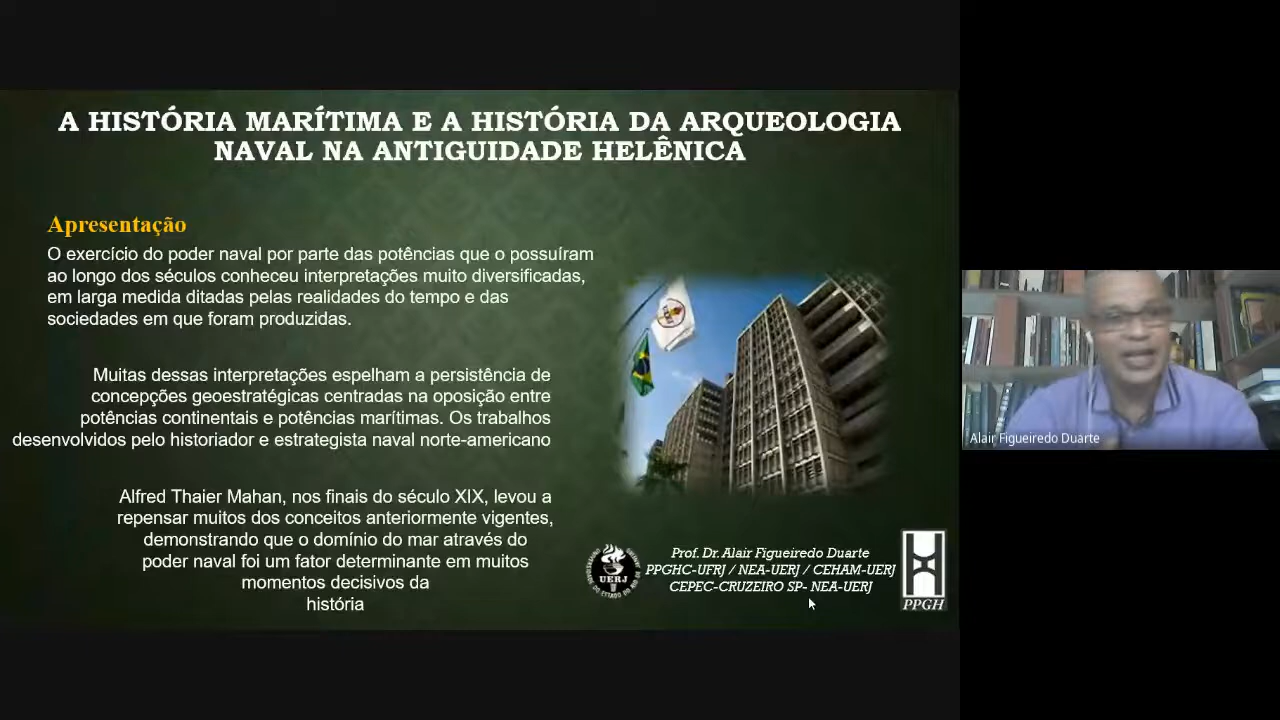 A HISTÓRIA MARÍTIMA E A HISTÓRIA DA ARQUEOLOGIA
NAVAL NA ANTIGUIDADE HELÊNICA
Apresentação
O exercício do poder naval por parte das potências que o possuíram
ao longo dos séculos conheceu interpretações muito diversificadas,
em larga medida ditadas pelas realidades do tempo e das
sociedades em que foram produzidas.
Muitas dessas interpretações espelham a persistência de
concepções geoestratégicas centradas na oposição entre
potências continentais e potências marítimas. Os trabalhos
desenvolvidos pelo historiador e estrategista naval norte-americano
Alfred Thaier Mahan, nos finais do século XIX, levou a
repensar muitos dos conceitos anteriormente vigentes,
demonstrando que o domínio do mar através do
poder naval foi um fator determinante em muitos
momentos decisivos da
história
UERJ
Prof. Dr. Alair Figueiredo Duarte
PPGHC-UFRJ / NEA-UERJ / CEHAM-UERJ
CEPEC-CRUZEIRO SP- NEA-UERJ
PPGH
Alair Figueiredo Duarte